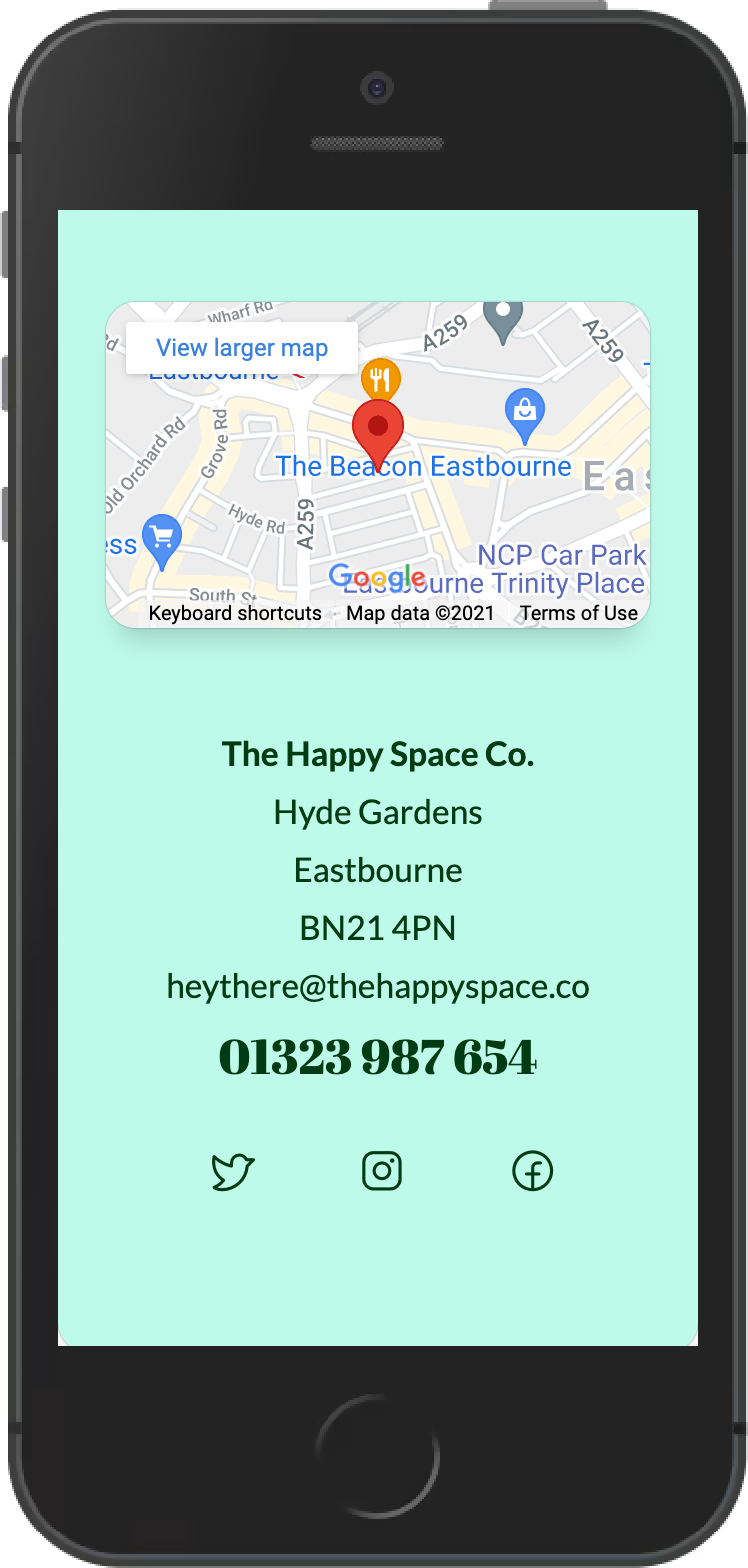 Wharf Rd
A259
A259
View larger map
Eastbourne
Old Orchard Rd
Grove Rd
The Beacon Eastbourne
Eas
Hyde Rd
A259
ess
NCP Car Park
Eastbourne Trinity Place
Google
South St
Keyboard shortcuts Map data ©2021 Terms of Use
The Happy Space Co.
Hyde Gardens
Eastbourne
BN21 4PN
heythere@thehappyspace.co
01323 987 654